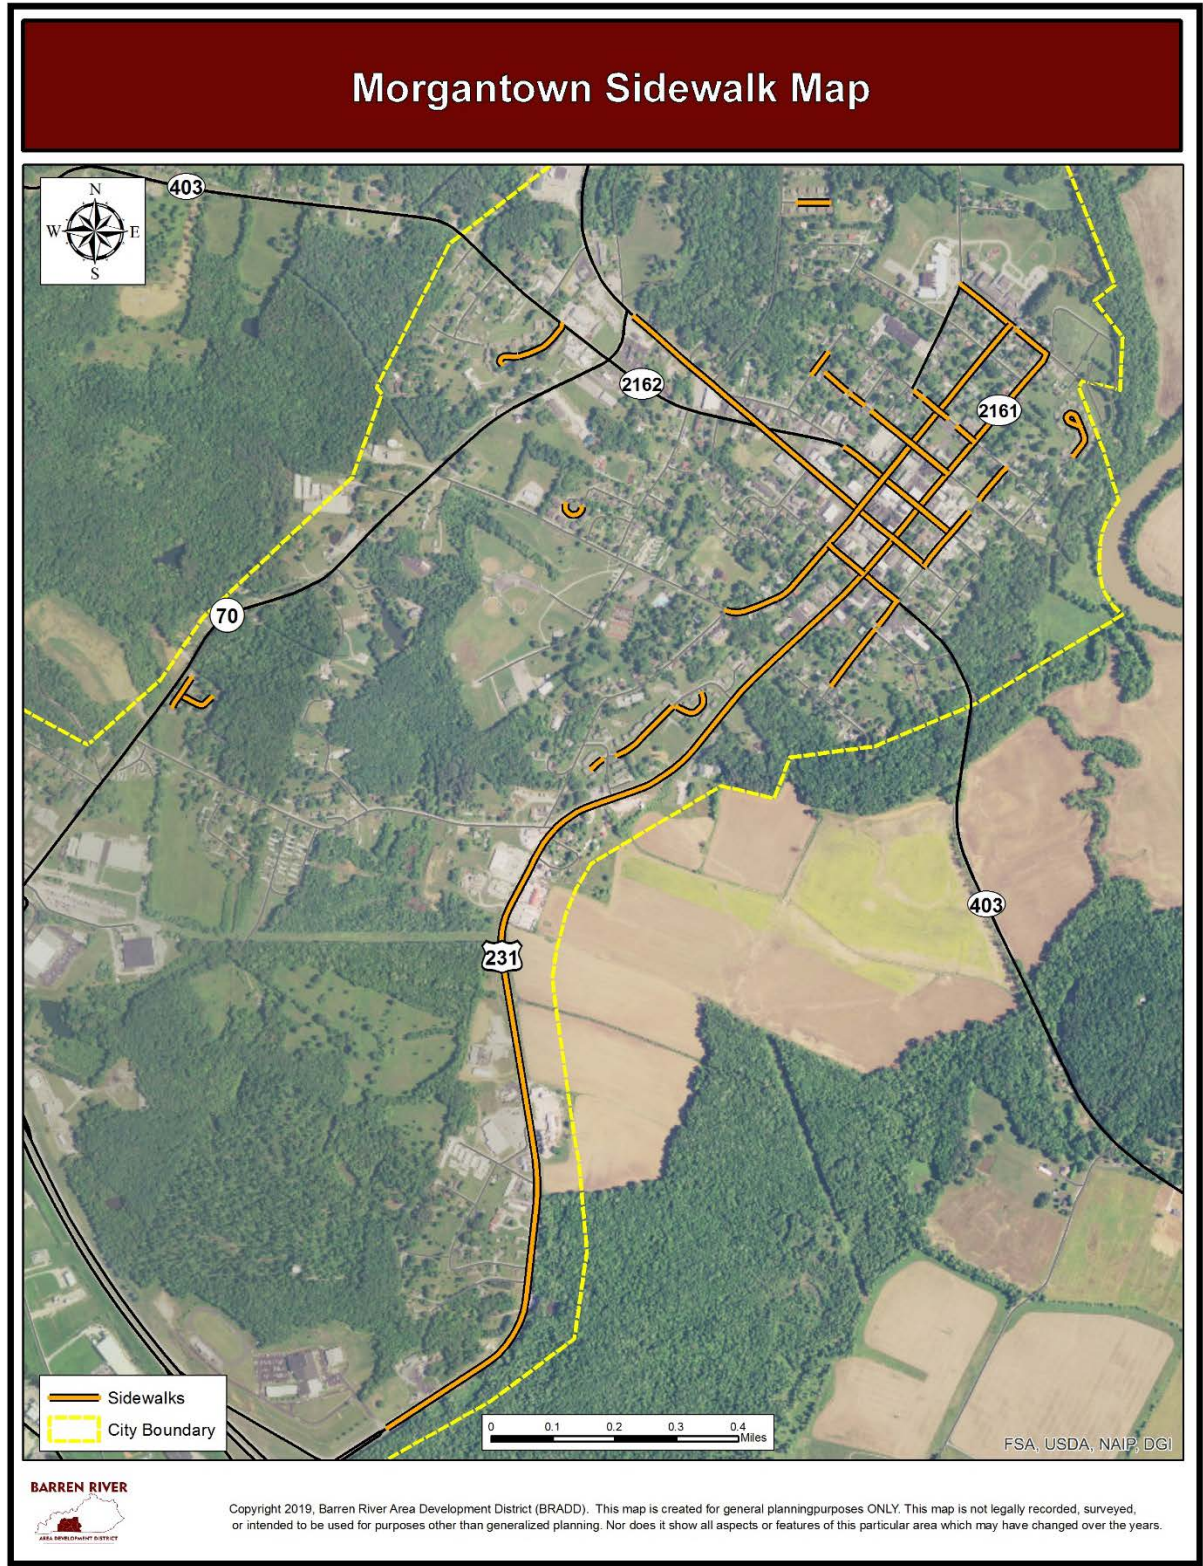 Morgantown Sidewalk Map
403
N
W
E
S
2162
2161
70
403
231
Sidewalks
City Boundary
0 0.1 0.2 0.3 0.4
Miles
FSA, USDA, NAIP, DGI
BARREN RIVER
AREA DEVELOPMENT DISTRICT
Copyright 2019, Barren River Area Development District (BRADD). This map is created for general planningpurposes ONLY. This map is not legally recorded, surveyed,
or intended to be used for purposes other than generalized planning. Nor does it show all aspects or features of this particular area which may have changed over the years.